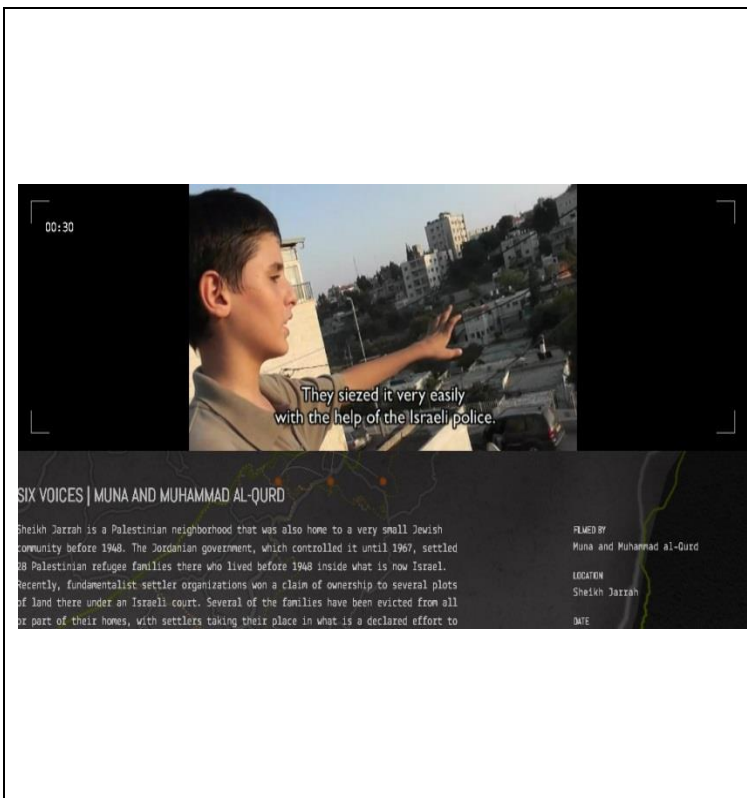 00:30
They siezed it very easily
with the help of the Israeli police.
SIX VOICES | MUNA AND MUHAMMAD AL-QURD
Sheikh Jarrah is a Palestinian neighborhood that was also home to a very small Jewish
community before 1948. The Jordanian government, which controlled it until 1967, settled
28 Palestinian refugee families there who lived before 1948 inside what is now Israel.
Recently, fundamentalist settler organizations won a claim of ownership to several plots
of land there under an Israeli court. Several of the families have been evicted from all
or part of their homes, with settlers taking their place in what is a declared effort to
FILMED BY
Muna and Muhammad al-Qurd
LOCATION
Sheikh Jarrah
DATE